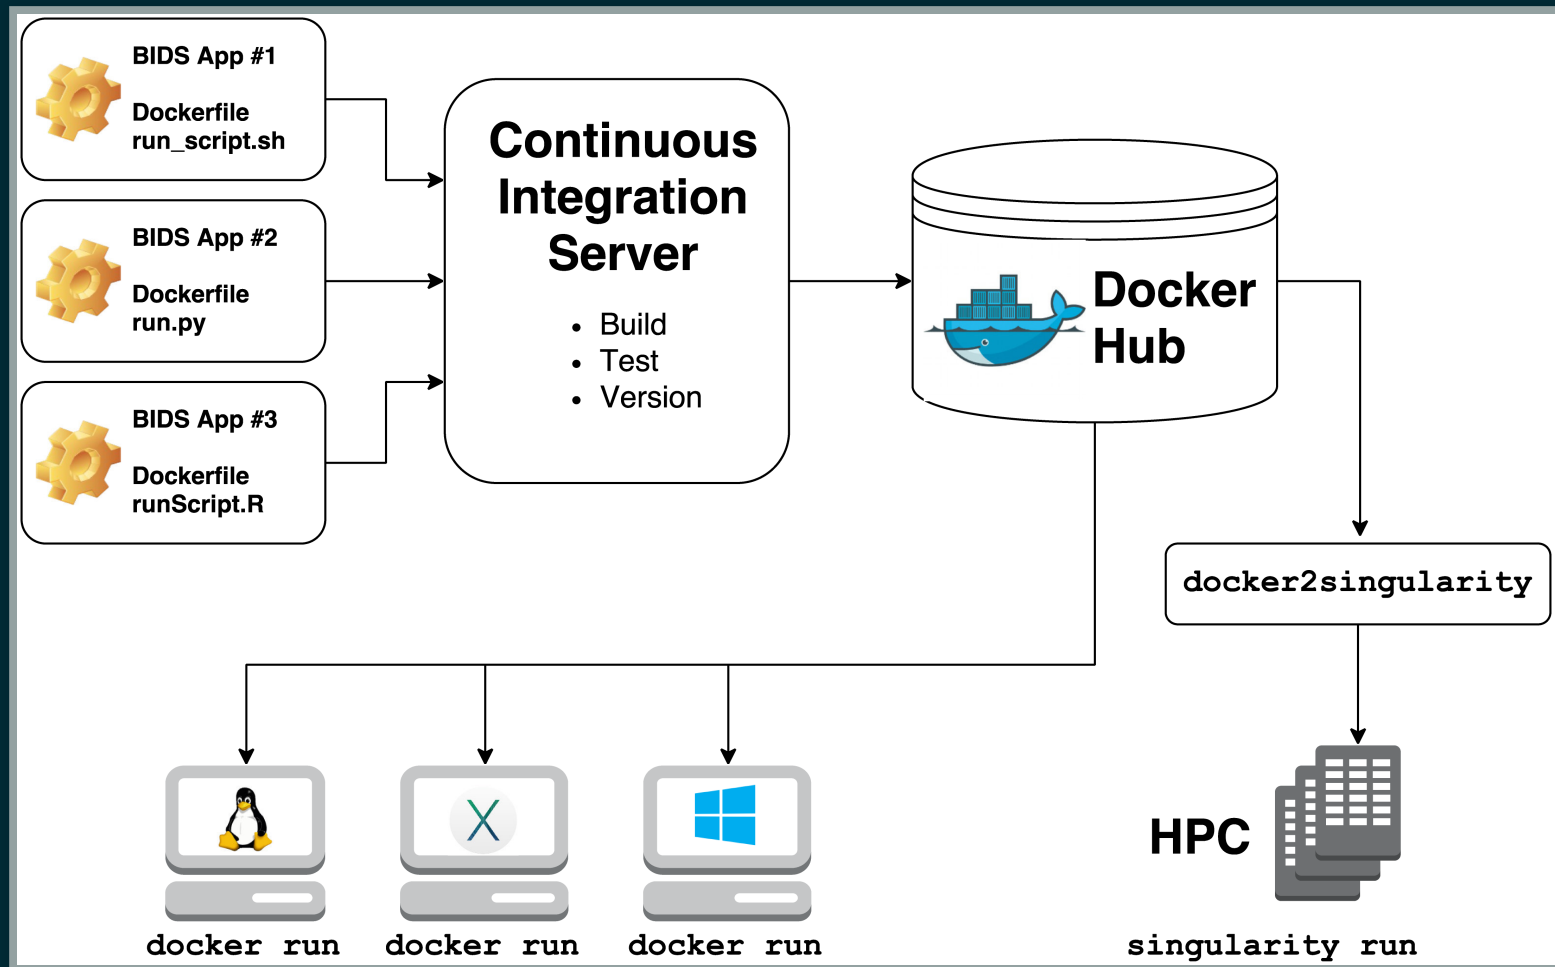 BIDS App #1
Dockerfile
run_script.sh
BIDS App #2
Dockerfile
run.py
BIDS App #3
Dockerfile
runScript.R
Continuous
Integration
Server
• Build
• Test
• Version
Docker
Hub
docker2singularity
HPC
docker run
docker run
docker run
singularity run